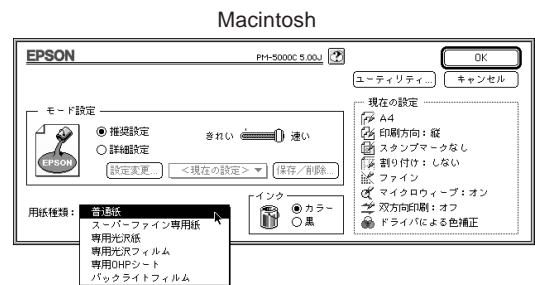 Macintosh
EPSON
PM-5000C 5.00J
?
OK
ユーティリティ...
キャンセル
モード設定
EPSON
推奨設定
詳細設定
きれい
速い
設定変更...
<現在の設定>
保存／削除...
用紙種類：
普通紙
スーパーファイン専用紙
専用光沢紙
専用光沢フィルム
専用OHPシート
バックライトフィルム
インク
カラー
黒
現在の設定
A4
印刷方向：縦
スタンプマークなし
割り付け：しない
ファイン
マイクロウィーブ：オン
双方向印刷：オフ
ドライバによる色補正